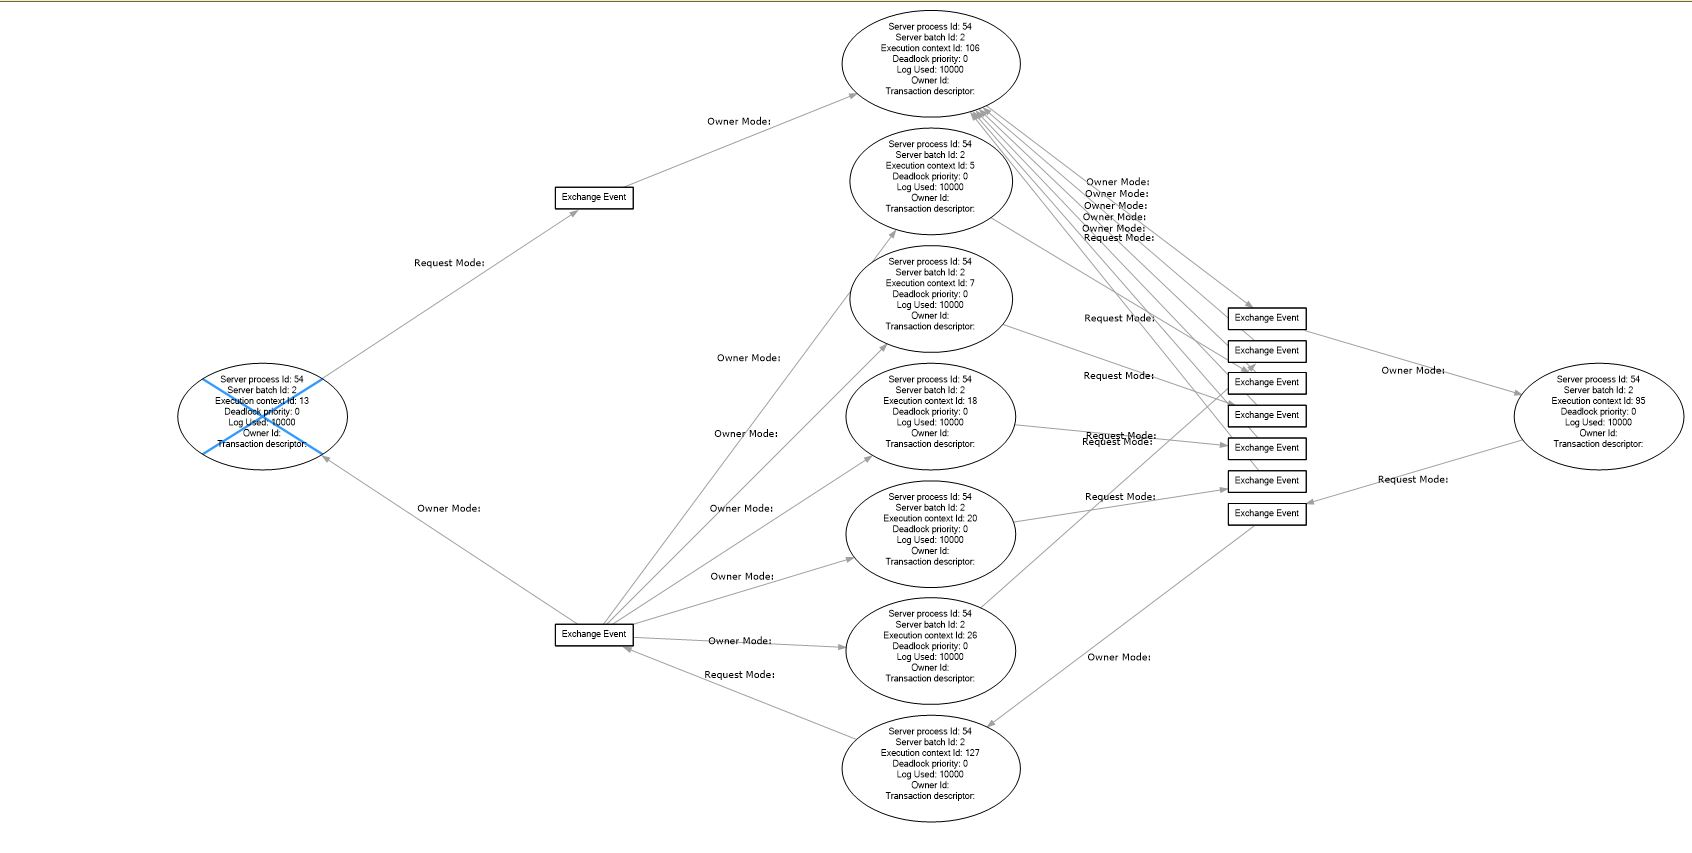 Server process Id: 54
Server batch Id: 2
Execution context Id: 106
Deadlock priority: 0
Log Used: 10000
Owner Id:
Transaction descriptor:
Owner Mode:
Server process Id: 54
Server batch Id: 2
Execution context Id: 5
Deadlock priority: 0
Log Used: 10000
Owner Id:
Transaction descriptor:
Exchange Event
Owner Mode:
Owner Mode:
Owner Mode:
Owner Mode:
Owner Mode:
Request Mode:
Request Mode:
Server process Id: 54
Server batch Id: 2
Execution context Id: 7
Deadlock priority: 0
Log Used: 10000
Owner Id:
Transaction descriptor:
Request Mode:
Exchange Event
Exchange Event
Exchange Event
Exchange Event
Exchange Event
Exchange Event
Exchange Event
Owner Mode:
Request Mode:
Owner Mode:
Server process Id: 54
Server batch Id: 2
Execution context Id: 13
Deadlock priority: 0
Log Used: 10000
Owner Id:
Transaction descriptor:
Server process Id: 54
Server batch Id: 2
Execution context Id: 18
Deadlock priority: 0
Log Used: 10000
Owner Id:
Transaction descriptor:
Server process Id: 54
Server batch Id: 2
Execution context Id: 95
Deadlock priority: 0
Log Used: 10000
Owner Id:
Transaction descriptor:
Owner Mode:
Request Mode:
Request Mode:
Request Mode:
Owner Mode:
Owner Mode:
Request Mode:
Server process Id: 54
Server batch Id: 2
Execution context Id: 20
Deadlock priority: 0
Log Used: 10000
Owner Id:
Transaction descriptor:
Owner Mode:
Exchange Event
Owner Mode:
Request Mode:
Server process Id: 54
Server batch Id: 2
Execution context Id: 26
Deadlock priority: 0
Log Used: 10000
Owner Id:
Transaction descriptor:
Owner Mode:
Server process Id: 54
Server batch Id: 2
Execution context Id: 127
Deadlock priority: 0
Log Used: 10000
Owner Id:
Transaction descriptor: